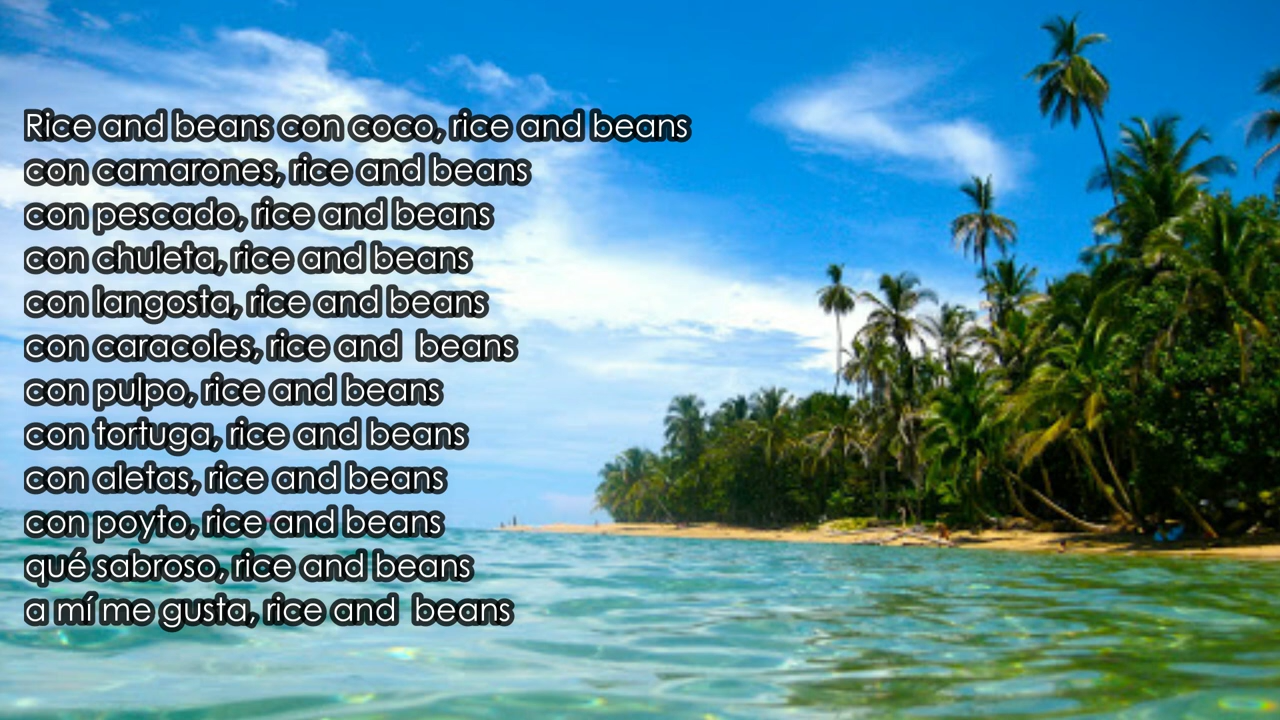 Rice and beans con coco, rice and beans
con camarones, rice and beans
con pescado, rice and beans
con chuleta, rice and beans
con langosta, rice and beans
con caracoles, rice and  beans
con pulpo, rice and beans
con tortuga, rice and beans
con aletas, rice and beans
con poyto, rice and beans
qué sabroso, rice and beans
a mí me gusta, rice and  beans